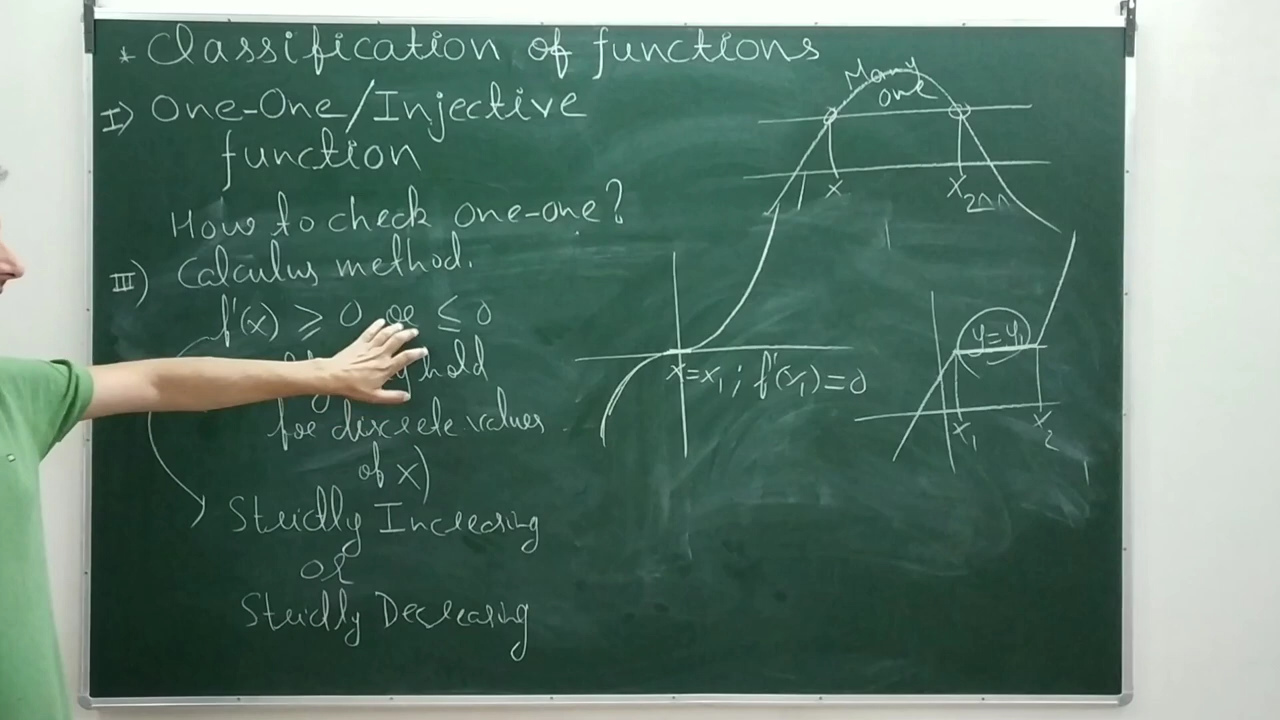 * Classification of functions
I) One-One/Injective
function
How to check one-one?
III) Calculus method.
f'(x) ≥ 0 or ≤ 0
hold
for discrete values
of x)
Strictly Increasing
or
Strictly Decreasing
Many
one
x
x₂
x=x₁ ; f'(x₁)=0
y=y₁
x₁
x₂